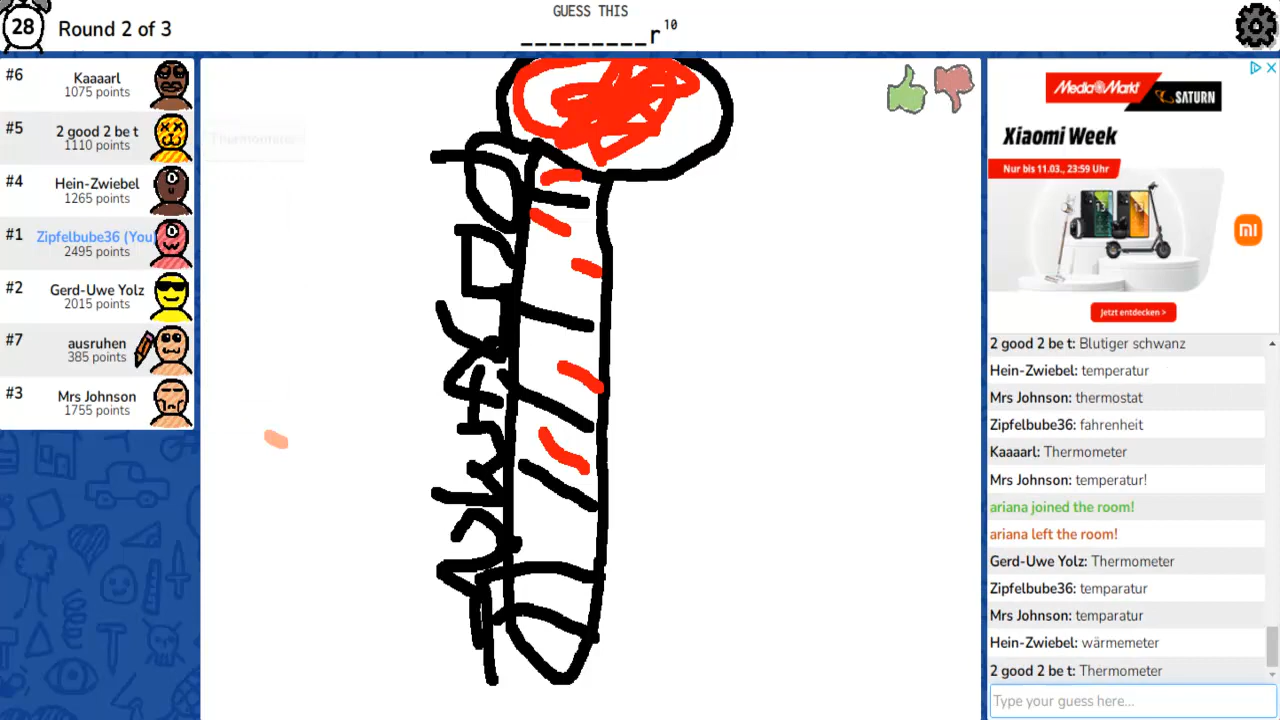 28
Round 2 of 3
GUESS THIS
_________r 10
#6
Kaaaarl
1075 points
#5
2 good 2 be t
1110 points
#4
Hein-Zwiebel
1265 points
#1
Zipfelbube36 (You
2495 points
#2
Gerd-Uwe Yolz
2015 points
#7
ausruhen
385 points
#3
Mrs Johnson
1755 points
Thermometer
MediaMarkt
SATURN
Xiaomi Week
Nur bis 11.03., 23:59 Uhr
mi
Jetzt entdecken >
2 good 2 be t: Blutiger schwanz
Hein-Zwiebel: temperatur
Mrs Johnson: thermostat
Zipfelbube36: fahrenheit
Kaaaarl: Thermometer
Mrs Johnson: temperatur!
ariana joined the room!
ariana left the room!
Gerd-Uwe Yolz: Thermometer
Zipfelbube36: temparatur
Mrs Johnson: temparatur
Hein-Zwiebel: wärmemeter
2 good 2 be t: Thermometer
Type your guess here...